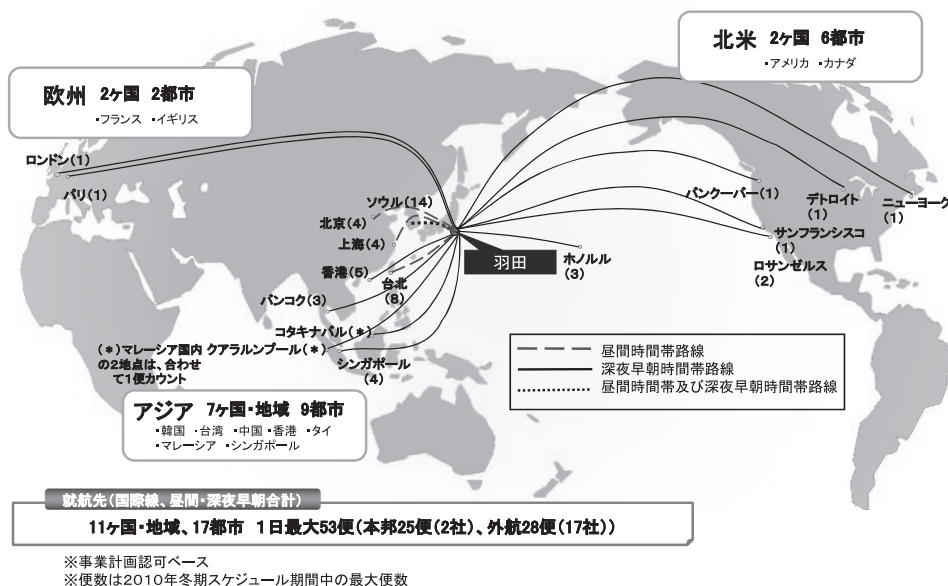 北米 2ヶ国 6都市
・アメリカ ・カナダ
欧州 2ヶ国 2都市
・フランス ・イギリス
ロンドン(1)
パリ(1)
ソウル(14)
北京(4)
上海(4)
香港(5)
台北
(8)
バンコク(3)
コタキナバル(*)
(*)マレーシア国内 クアラルンプール(*)
の2地点は、合わせ
て1便カウント
シンガポール
(4)
羽田
ホノルル
(3)
バンクーバー(1)
デトロイト
(1)
ニューヨーク
(1)
サンフランシスコ
(1)
ロサンゼルス
(2)
昼間時間帯路線
深夜早朝時間帯路線
昼間時間帯及び深夜早朝時間帯路線
アジア 7ヶ国・地域 9都市
・韓国 ・台湾 ・中国 ・香港 ・タイ
・マレーシア ・シンガポール
就航先(国際線、昼間・深夜早朝合計)
11ヶ国・地域、17都市 1日最大53便(本邦25便(2社)、外航28便(17社))
※事業計画認可ベース
※便数は2010年冬期スケジュール期間中の最大便数